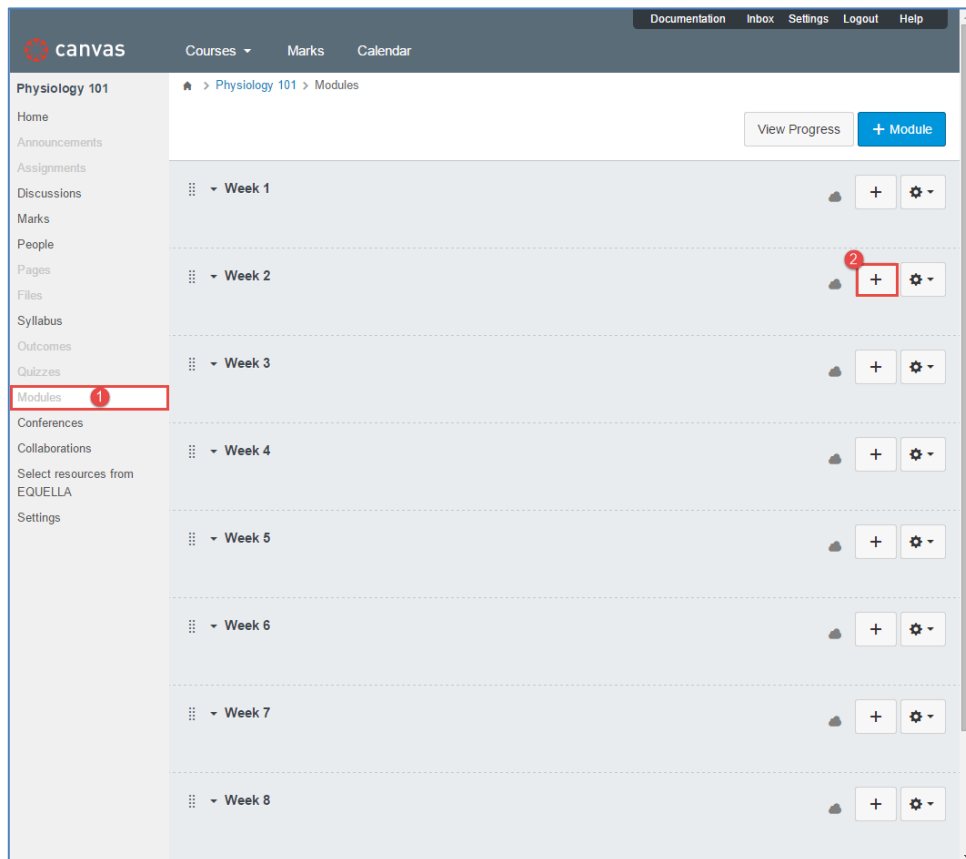 Documentation Inbox Settings Logout Help
canvas Courses Marks Calendar
Physiology 101
> Physiology 101 > Modules
Home
Announcements
Assignments
Discussions
Marks
People
Pages
Files
Syllabus
Outcomes
Quizzes
Modules 1
Conferences
Collaborations
Select resources from
EQUELLA
Settings
View Progress + Module
Week 1 +
Week 2 2 +
Week 3 +
Week 4 +
Week 5 +
Week 6 +
Week 7 +
Week 8 +